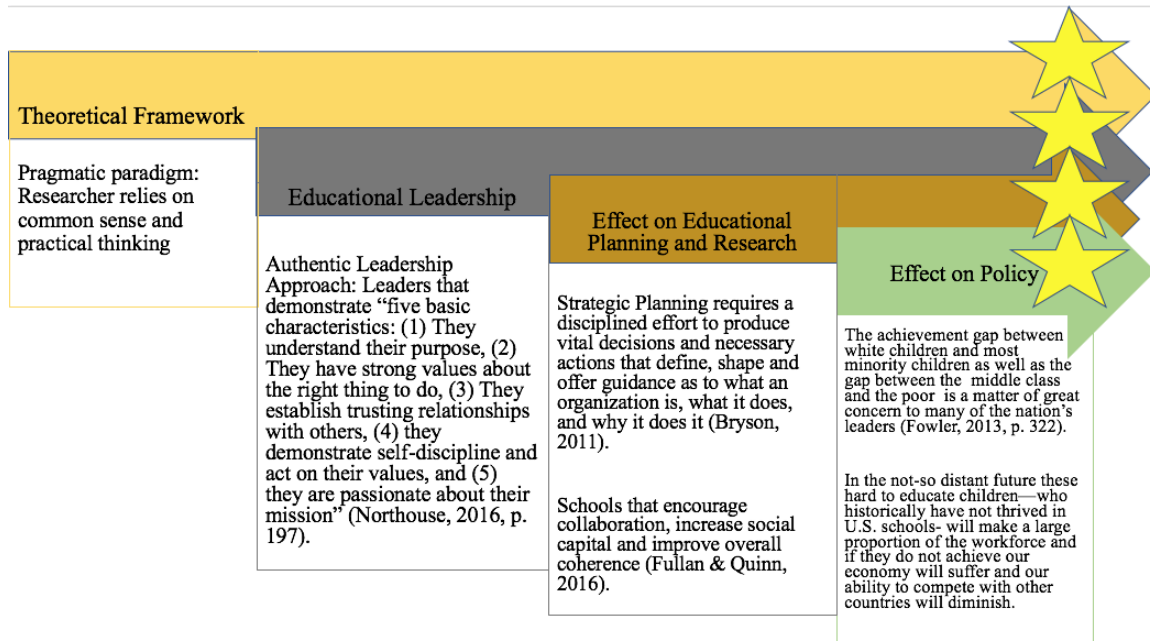 Theoretical Framework
Pragmatic paradigm:
Researcher relies on
common sense and
practical thinking
Educational Leadership
Authentic Leadership
Approach: Leaders that
demonstrate “five basic
characteristics: (1) They
understand their purpose, (2)
They have strong values about
the right thing to do, (3) They
establish trusting relationships
with others, (4) they
demonstrate self-discipline and
act on their values, and (5)
they are passionate about their
mission” (Northouse, 2016, p.
197).
Effect on Educational
Planning and Research
Strategic Planning requires a
disciplined effort to produce
vital decisions and necessary
actions that define, shape and
offer guidance as to what an
organization is, what it does,
and why it does it (Bryson,
2011).
Schools that encourage
collaboration, increase social
capital and improve overall
coherence (Fullan & Quinn,
2016).
Effect on Policy
The achievement gap between
white children and most
minority children as well as the
gap between the middle class
and the poor is a matter of great
concern to many of the nation’s
leaders (Fowler, 2013, p. 322).
In the not-so distant future these
hard to educate children—who
historically have not thrived in
U.S. schools- will make a large
proportion of the workforce and
if they do not achieve our
economy will suffer and our
ability to compete with other
countries will diminish.